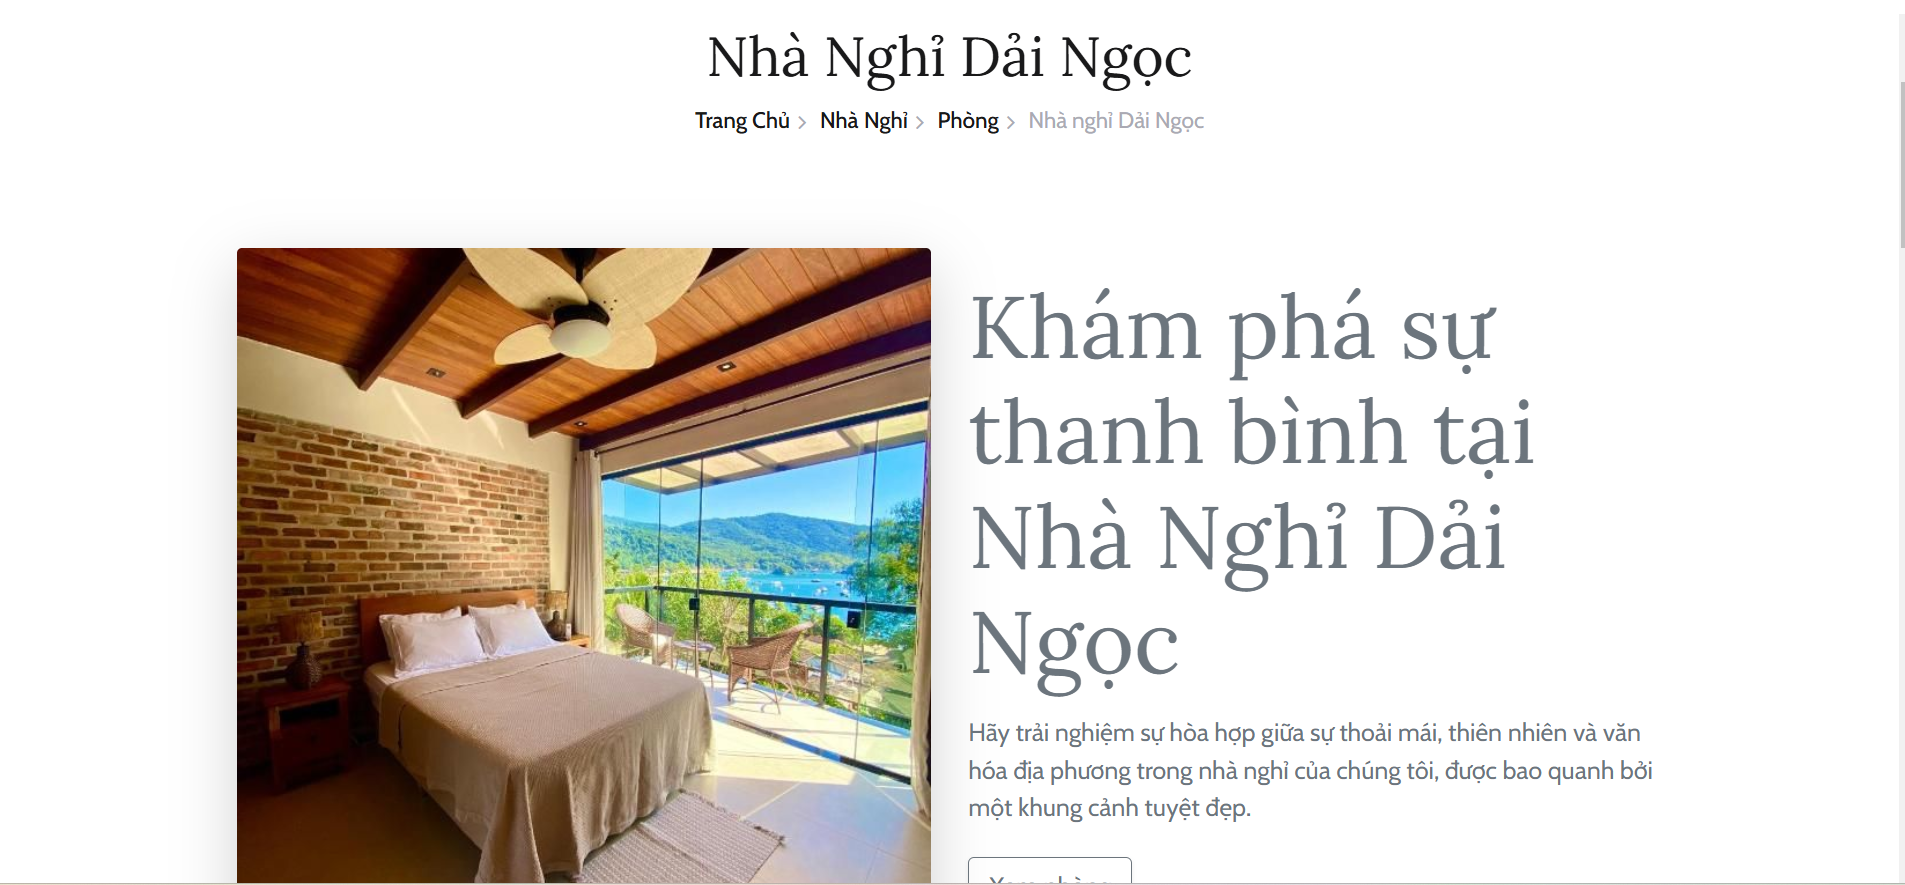 Nhà Nghỉ Dải Ngọc
Trang Chủ > Nhà Nghỉ > Phòng > Nhà nghỉ Dải Ngọc
Khám phá sự
thanh bình tại
Nhà Nghỉ Dải
Ngọc
Hãy trải nghiệm sự hòa hợp giữa sự thoải mái, thiên nhiên và văn
hóa địa phương trong nhà nghỉ của chúng tôi, được bao quanh bởi
một khung cảnh tuyệt đẹp.